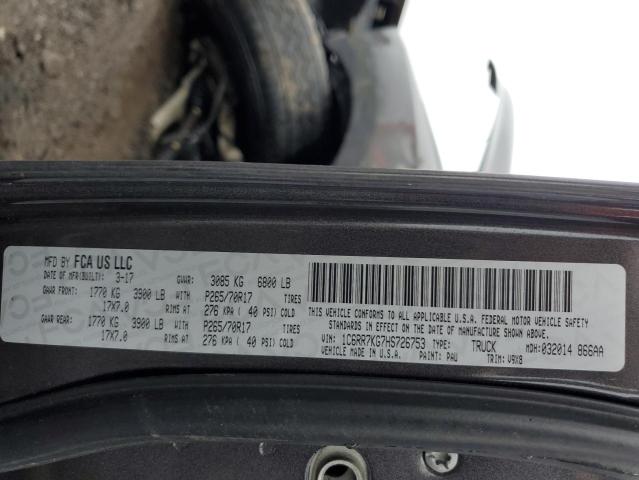 MFD BY FCA US LLC
DATE OF MFR(BUILT): 3-17 GVWR: 3085 KG 6800 LB
GAWR FRONT: 1770 KG 3900 LB WITH P265/70R17 TIRES
17X7.0 RIMS AT 276 KPA ( 40 PSI) COLD
GAWR REAR: 1770 KG 3900 LB WITH P265/70R17 TIRES
17X7.0 RIMS AT 276 KPA ( 40 PSI) COLD
THIS VEHICLE CONFORMS TO ALL APPLICABLE U.S.A. FEDERAL MOTOR VEHICLE SAFETY
STANDARDS IN EFFECT ON THE DATE OF MANUFACTURE SHOWN ABOVE.
VIN: 1C6RR7KG7HS726753 TYPE: TRUCK MDH: 032014 866AA
VEHICLE MADE IN U.S.A. PAINT: PAU TRIM: V9X8